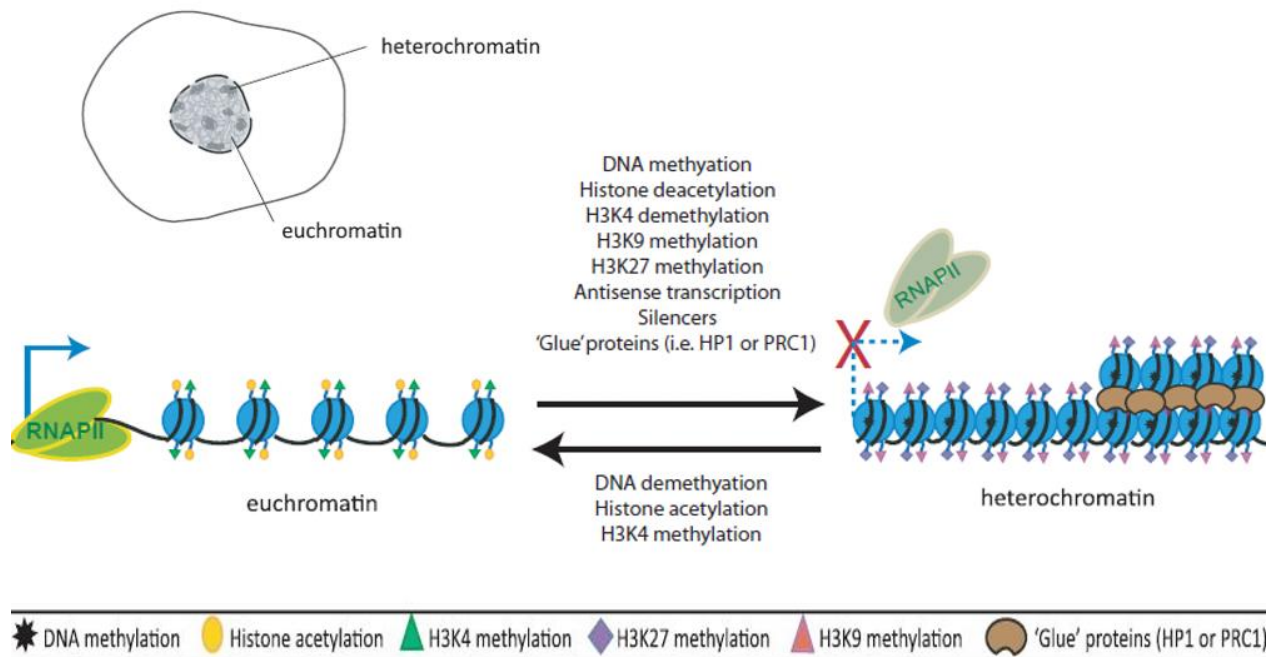 heterochromatin
euchromatin
DNA methyation
Histone deacetylation
H3K4 demethylation
H3K9 methylation
H3K27 methylation
Antisense transcription
Silencers
'Glue' proteins (i.e. HP1 or PRC1)
RNAPII
RNAPII
euchromatin
heterochromatin
DNA demethyation
Histone acetylation
H3K4 methylation
DNA methylation Histone acetylation H3K4 methylation H3K27 methylation H3K9 methylation 'Glue' proteins (HP1 or PRC1)